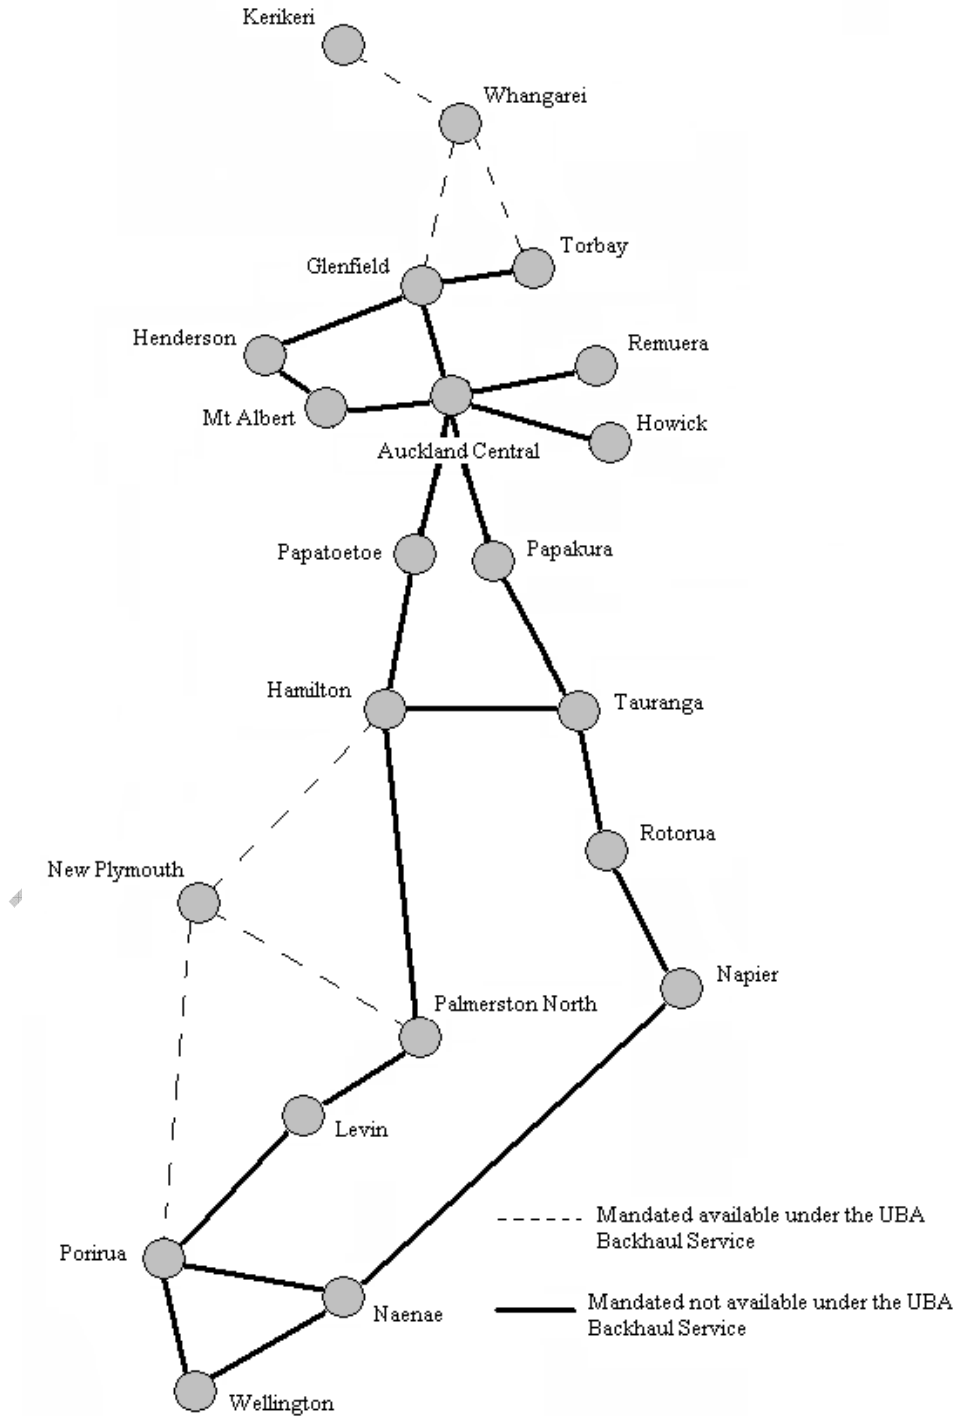 Kerikeri
Whangarei
Torbay
Glenfield
Henderson
Remuera
Mt Albert
Howick
Auckland Central
Papatoetoe
Papakura
Hamilton
Tauranga
Rotorua
New Plymouth
Napier
Palmerston North
Levin
Mandated available under the UBA
Backhaul Service
Porirua
Naenae
Mandated not available under the UBA
Backhaul Service
Wellington